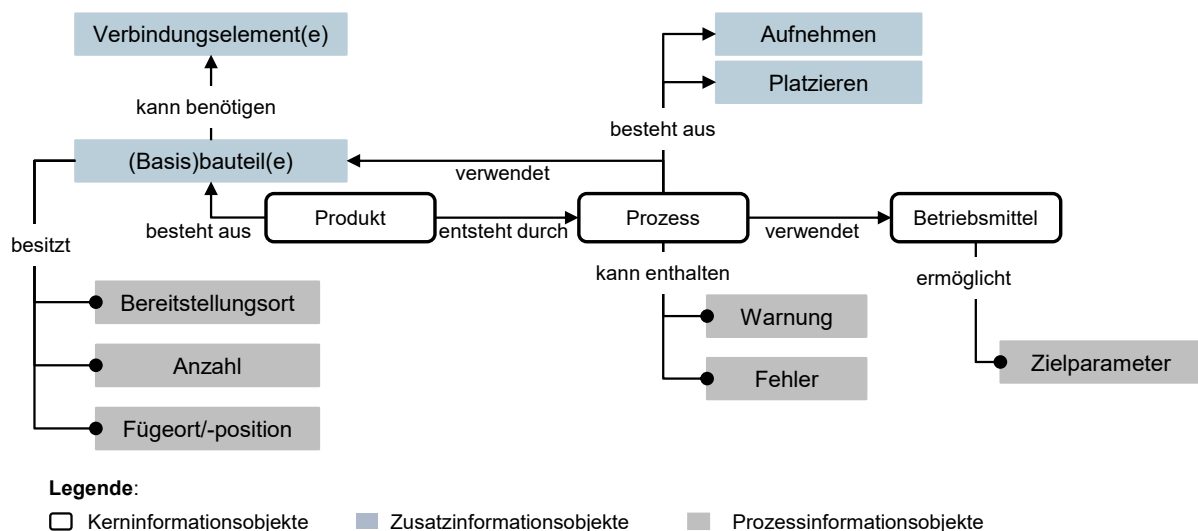 Verbindungselement(e)
Aufnehmen
Platzieren
kann benötigen
besteht aus
(Basis)bauteil(e)
verwendet
Produkt
Prozess
Betriebsmittel
besitzt
besteht aus
entsteht durch
verwendet
kann enthalten
ermöglicht
Bereitstellungsort
Warnung
Anzahl
Zielparameter
Fehler
Fügeort/-position
Legende:
Kerninformationsobjekte
Zusatzinformationsobjekte
Prozessinformationsobjekte